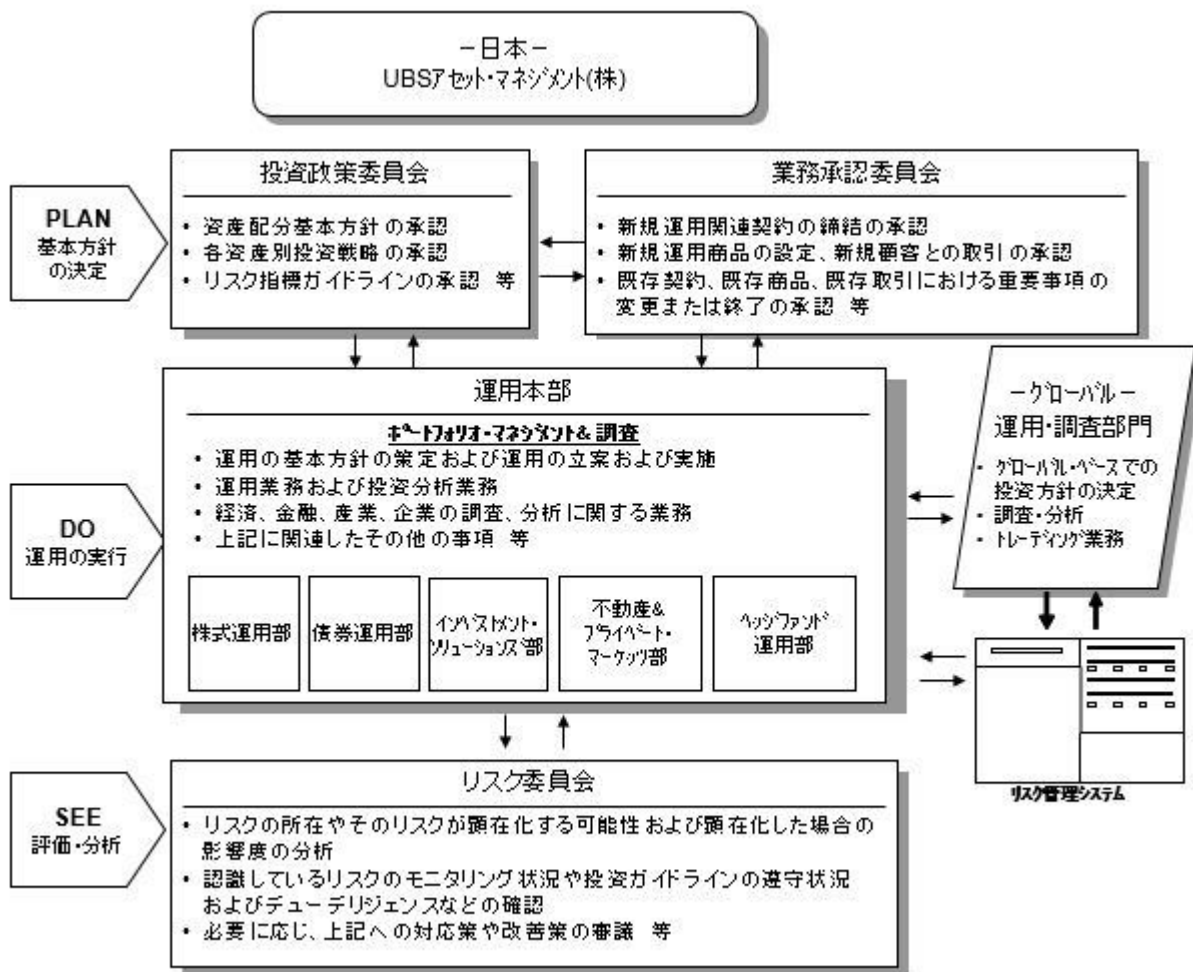 －日本－
UBSアセット・マネジメント(株)
投資政策委員会
・ 資産配分基本方針の承認
・ 各資産別投資戦略の承認
・ リスク指標ガイドラインの承認 等
業務承認委員会
・ 新規運用関連契約の締結の承認
・ 新規運用商品の設定、新規顧客との取引の承認
・ 既存契約、既存商品、既存取引における重要事項の
変更または終了の承認 等
PLAN
基本方針
の決定
運用本部
ポートフォリオ・マネジメント＆調査
・ 運用の基本方針の策定および運用の立案および実施
・ 運用業務および投資分析業務
・ 経済、金融、産業、企業の調査、分析に関する業務
・ 上記に関連したその他の事項 等
株式運用部
債券運用部
インベストメント・
ソリューションズ部
不動産＆
プライベート・
マーケッツ部
ヘッジファンド
運用部
DO
運用の実行
－グローバル－
運用・調査部門
・ グローバル・ベースでの
投資方針の決定
・ 調査・分析
・ トレーディング業務
リスク管理システム
SEE
評価・分析
リスク委員会
・ リスクの所在やそのリスクが顕在化する可能性および顕在化した場合の
影響度の分析
・ 認識しているリスクのモニタリング状況や投資ガイドラインの遵守状況
およびデューデリジェンスなどの確認
・ 必要に応じ、上記への対応策や改善策の審議 等